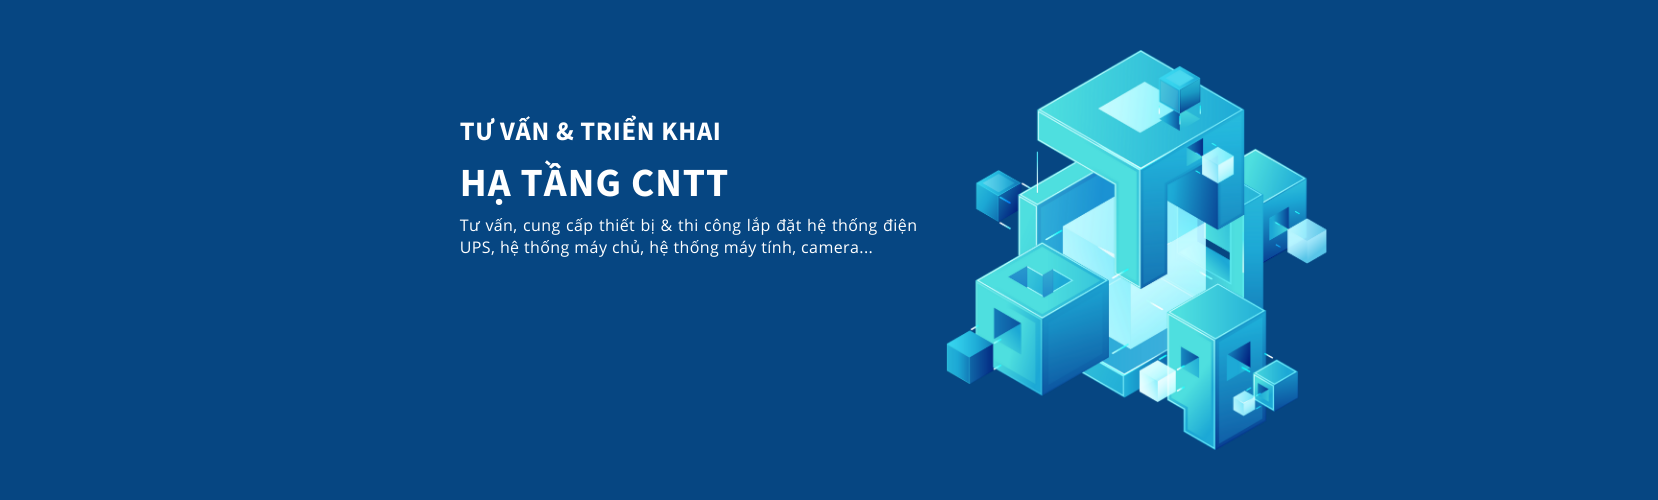 TƯ VẤN & TRIỂN KHAI
HẠ TẦNG CNTT
Tư vấn, cung cấp thiết bị & thi công lắp đặt hệ thống điện
UPS, hệ thống máy chủ, hệ thống máy tính, camera...